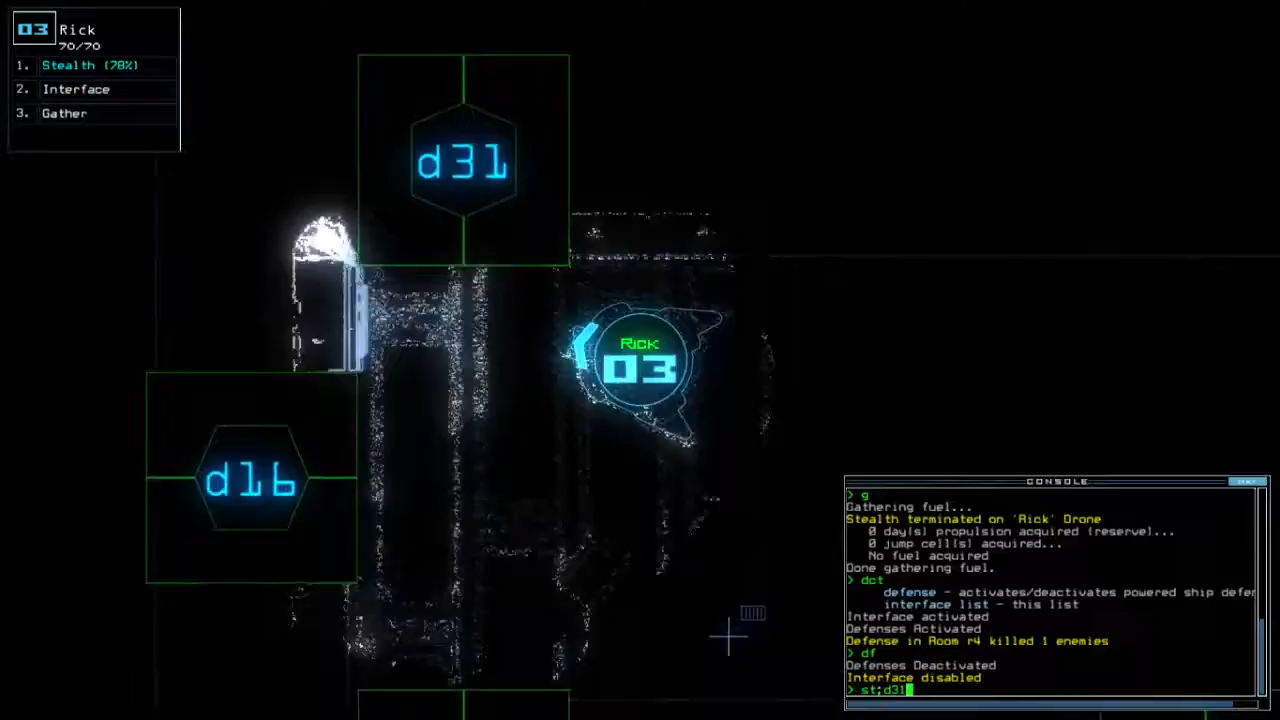 03 Rick
70/70
1. Stealth (78%)
2. Interface
3. Gather
d31
Rick
03
d16
CONSOLE
> g
Gathering fuel...
Stealth terminated on 'Rick' Drone
0 day(s) propulsion acquired (reserve)...
0 jump cell(s) acquired...
No fuel acquired
Done gathering fuel.
> dct
defense - activates/deactivates powered ship defen
interface list - this list
Interface activated
Defenses Activated
Defense in Room r4 killed 1 enemies
> df
Defenses Deactivated
Interface disabled
> st;d31